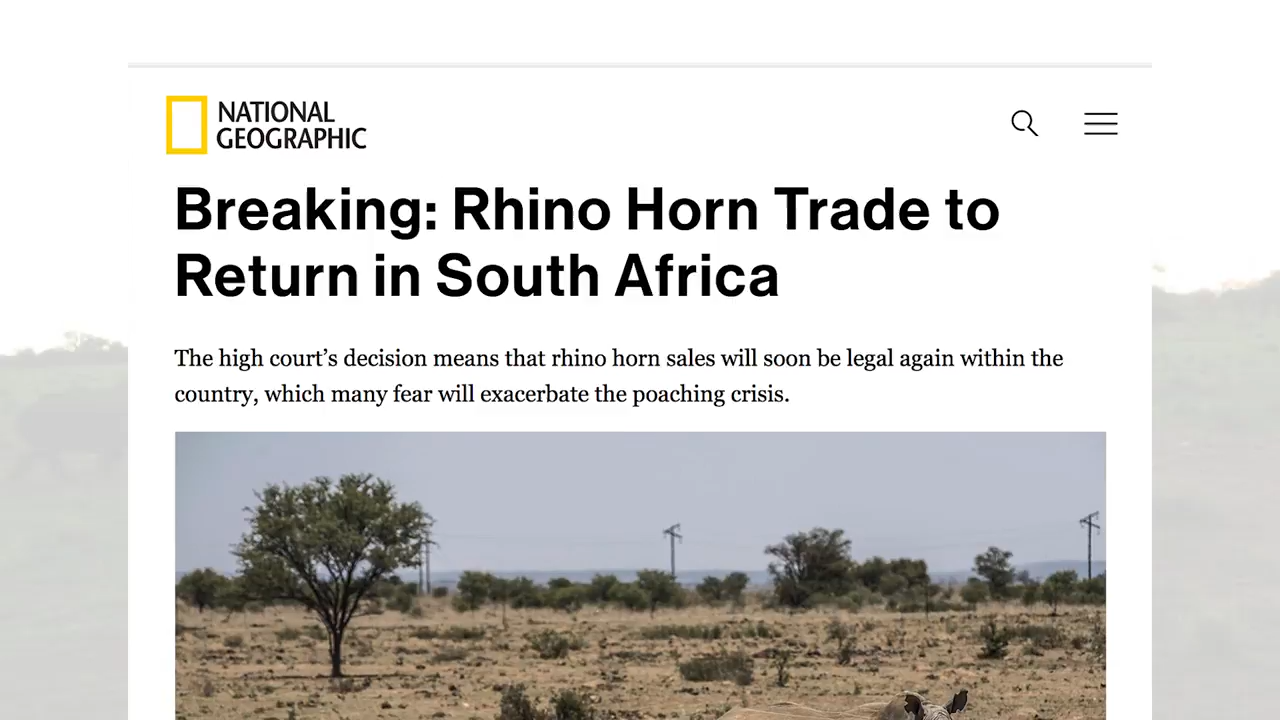 NATIONAL
GEOGRAPHIC
Breaking: Rhino Horn Trade to
Return in South Africa
The high court’s decision means that rhino horn sales will soon be legal again within the
country, which many fear will exacerbate the poaching crisis.